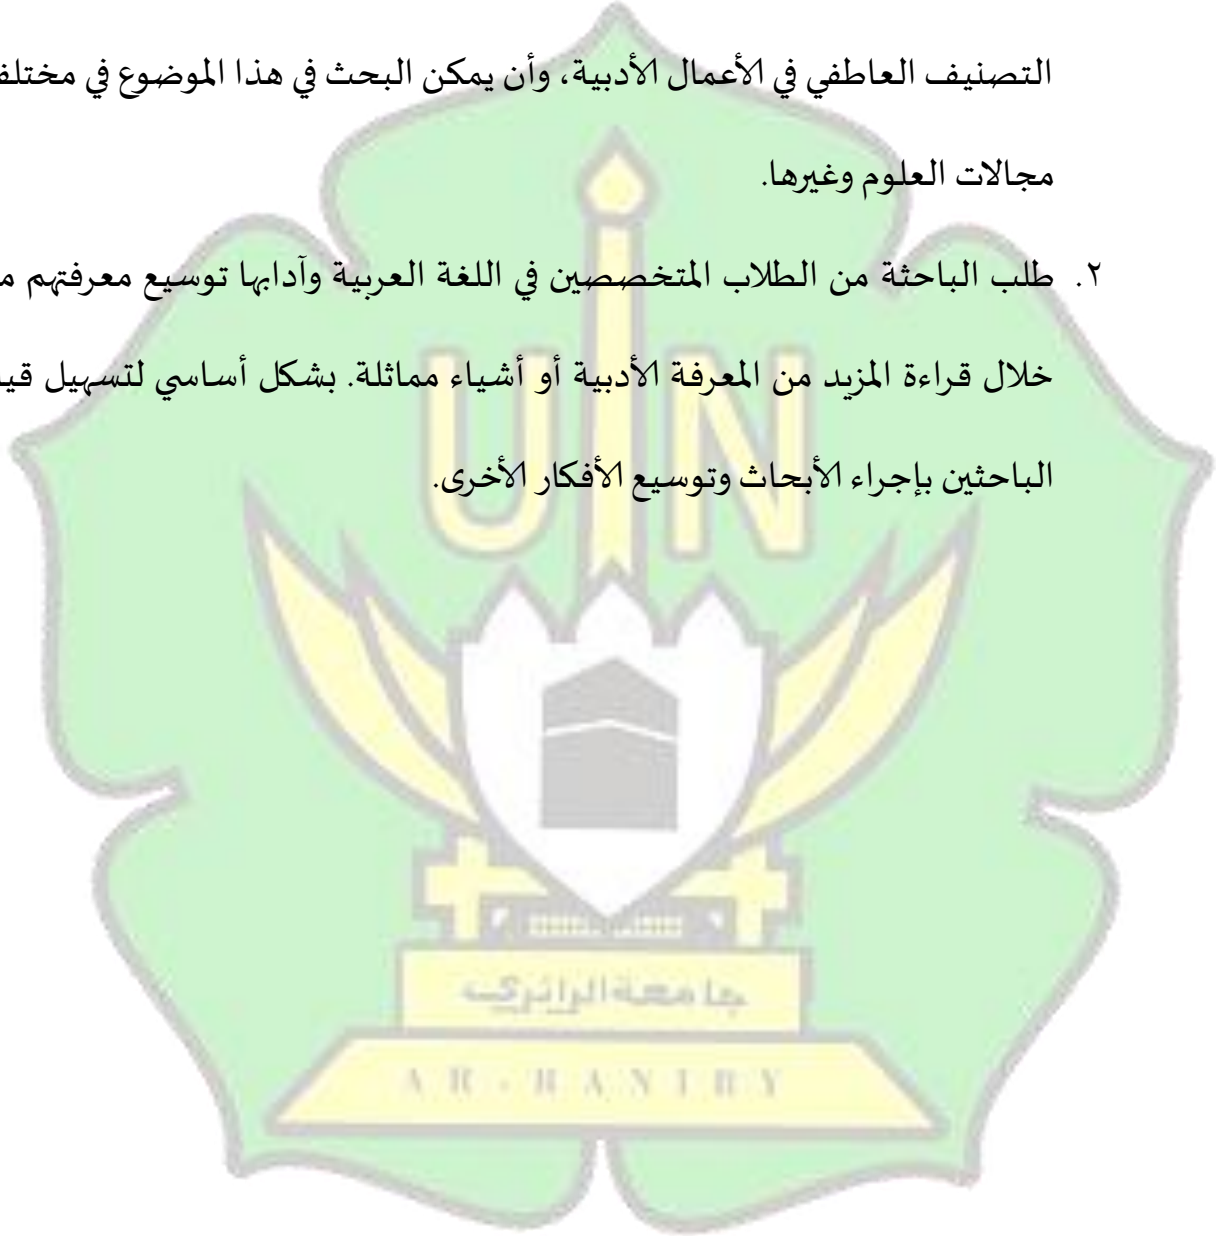 التصنيف العاطفي في الأعمال الأدبية، وأن يمكن البحث في هذا الموضوع في مختلف
مجالات العلوم وغيرها.
٢. طلب الباحثة من الطلاب المتخصصين في اللغة العربية وآدابها توسيع معرفتهم
خلال قراءة المزيد من المعرفة الأدبية أو أشياء مماثلة. بشكل أساسي لتسهيل
الباحثين بإجراء الأبحاث وتوسيع الأفكار الأخرى.
UIN
جامعة الرانري
AR-RANIRY